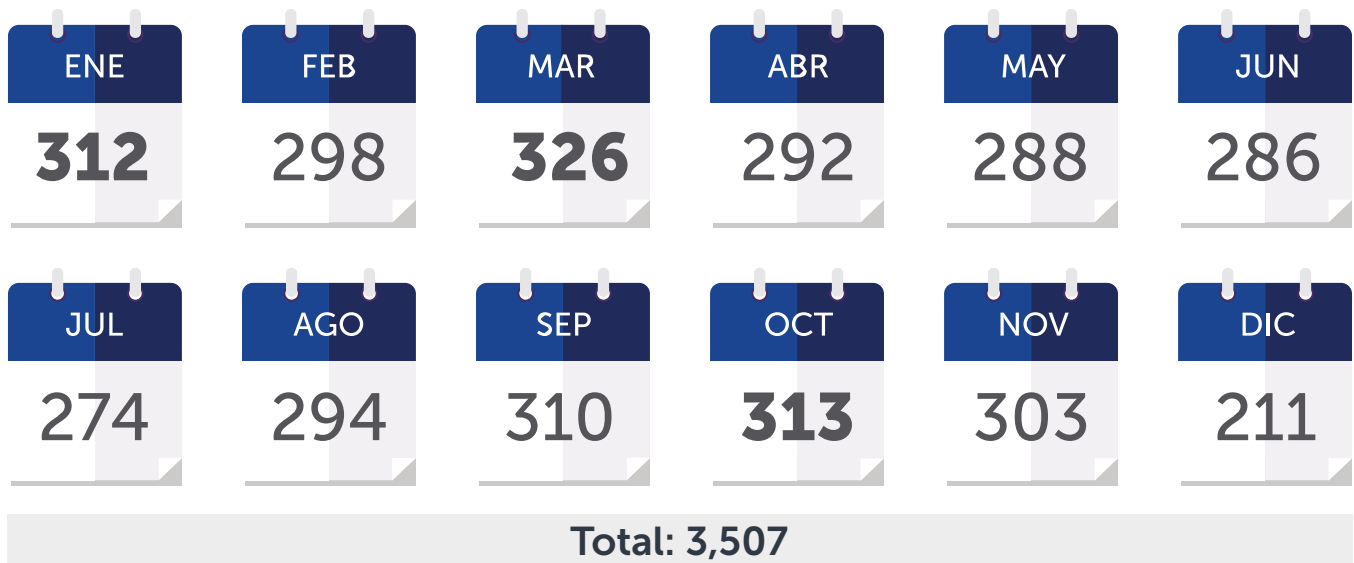 ENE FEB MAR ABR MAY JUN
312 298 326 292 288 286
JUL AGO SEP OCT NOV DIC
274 294 310 313 303 211
Total: 3,507